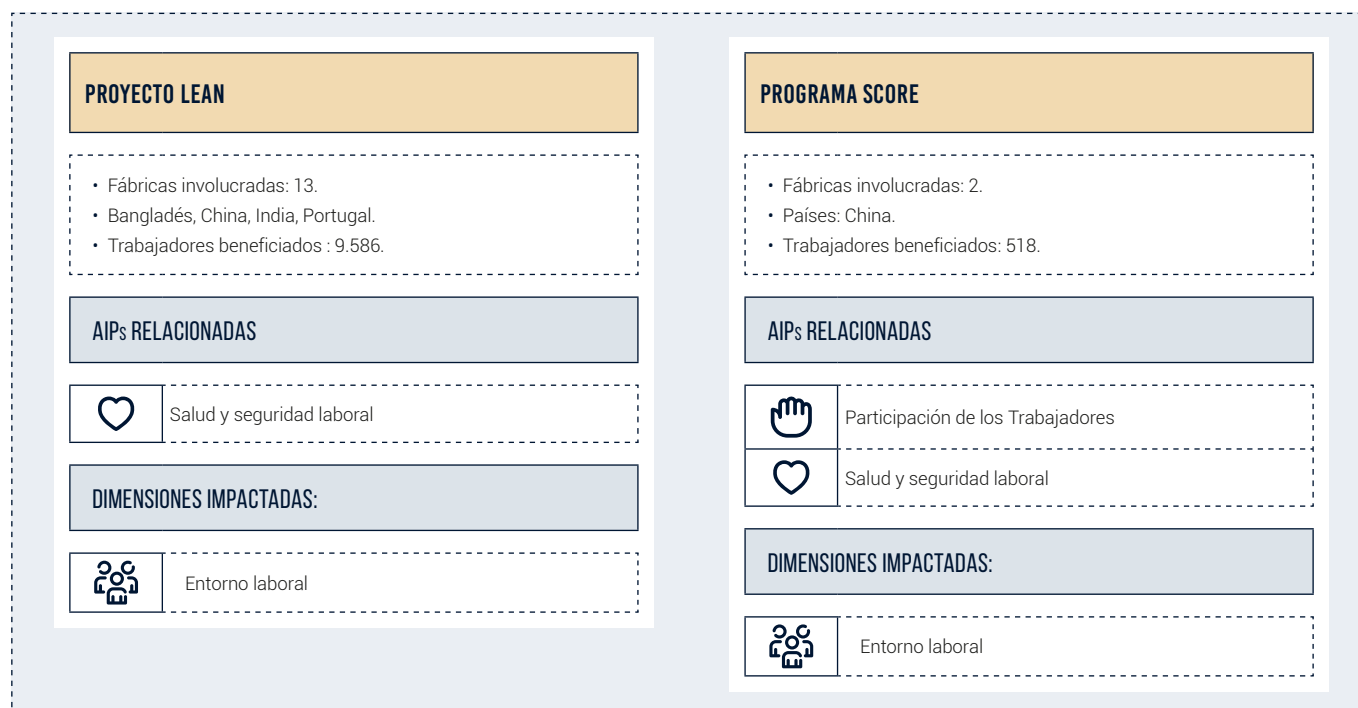 PROYECTO LEAN
• Fábricas involucradas: 13.
• Bangladés, China, India, Portugal.
• Trabajadores beneficiados : 9.586.
AIPs RELACIONADAS
Salud y seguridad laboral
DIMENSIONES IMPACTADAS:
Entorno laboral
PROGRAMA SCORE
• Fábricas involucradas: 2.
• Países: China.
• Trabajadores beneficiados: 518.
AIPs RELACIONADAS
Participación de los Trabajadores
Salud y seguridad laboral
DIMENSIONES IMPACTADAS:
Entorno laboral